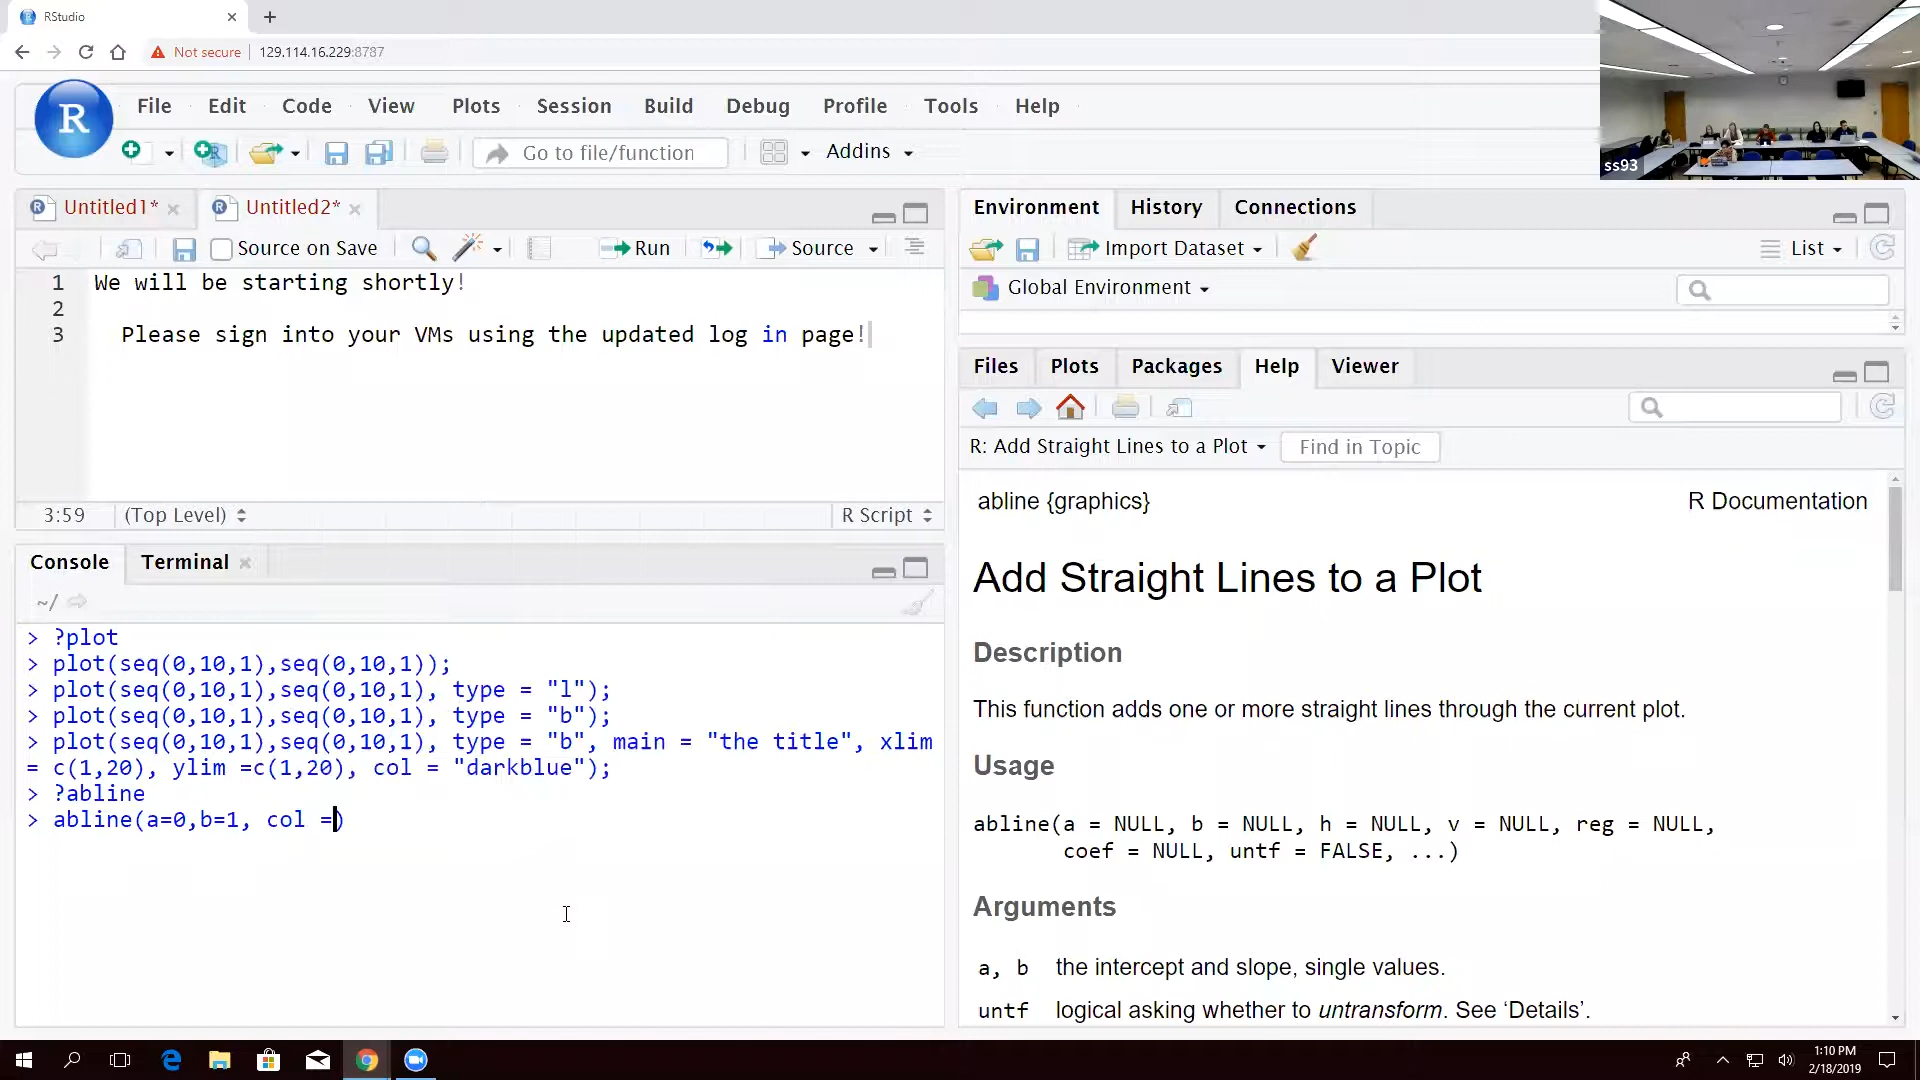 RStudio
Not secure
129.114.16.229:8787
ss93
R
File Edit Code View Plots Session Build Debug Profile Tools Help
Go to file/function
Addins
Untitled1*
Untitled2*
Source on Save
Run
Source
1 We will be starting shortly!
2
3 Please sign into your VMs using the updated log in page!
3:59
(Top Level)
R Script
Console
Terminal
~/
> ?plot
> plot(seq(0,10,1),seq(0,10,1));
> plot(seq(0,10,1),seq(0,10,1), type = "l");
> plot(seq(0,10,1),seq(0,10,1), type = "b");
> plot(seq(0,10,1),seq(0,10,1), type = "b", main = "the title", xlim
= c(1,20), ylim =c(1,20), col = "darkblue");
> ?abline
> abline(a=0,b=1, col =)
Environment
History
Connections
Import Dataset
List
Global Environment
Files
Plots
Packages
Help
Viewer
R: Add Straight Lines to a Plot
Find in Topic
abline {graphics}
R Documentation
Add Straight Lines to a Plot
Description
This function adds one or more straight lines through the current plot.
Usage
abline(a = NULL, b = NULL, h = NULL, v = NULL, reg = NULL,
coef = NULL, untf = FALSE, ...)
Arguments
a, b the intercept and slope, single values.
untf logical asking whether to untransform. See ‘Details’.
1:10 PM
2/18/2019